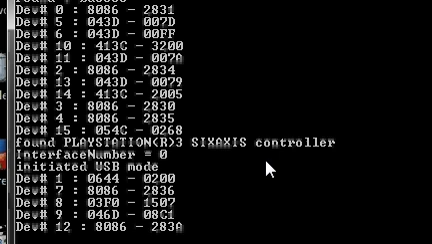 Dev# 0 : 8086 - 2831
Dev# 5 : 043D - 007D
Dev# 6 : 043D - 00FF
Dev# 10 : 413C - 3200
Dev# 11 : 043D - 007A
Dev# 2 : 8086 - 2834
Dev# 13 : 043D - 0079
Dev# 14 : 413C - 2005
Dev# 3 : 8086 - 2830
Dev# 4 : 8086 - 2835
Dev# 15 : 054C - 0268
found PLAYSTATION(R)3 SIXAXIS controller
InterfaceNumber = 0
initiated USB mode
Dev# 1 : 0644 - 0200
Dev# 7 : 8086 - 2836
Dev# 8 : 03F0 - 1507
Dev# 9 : 046D - 08C1
Dev# 12 : 8086 - 283A